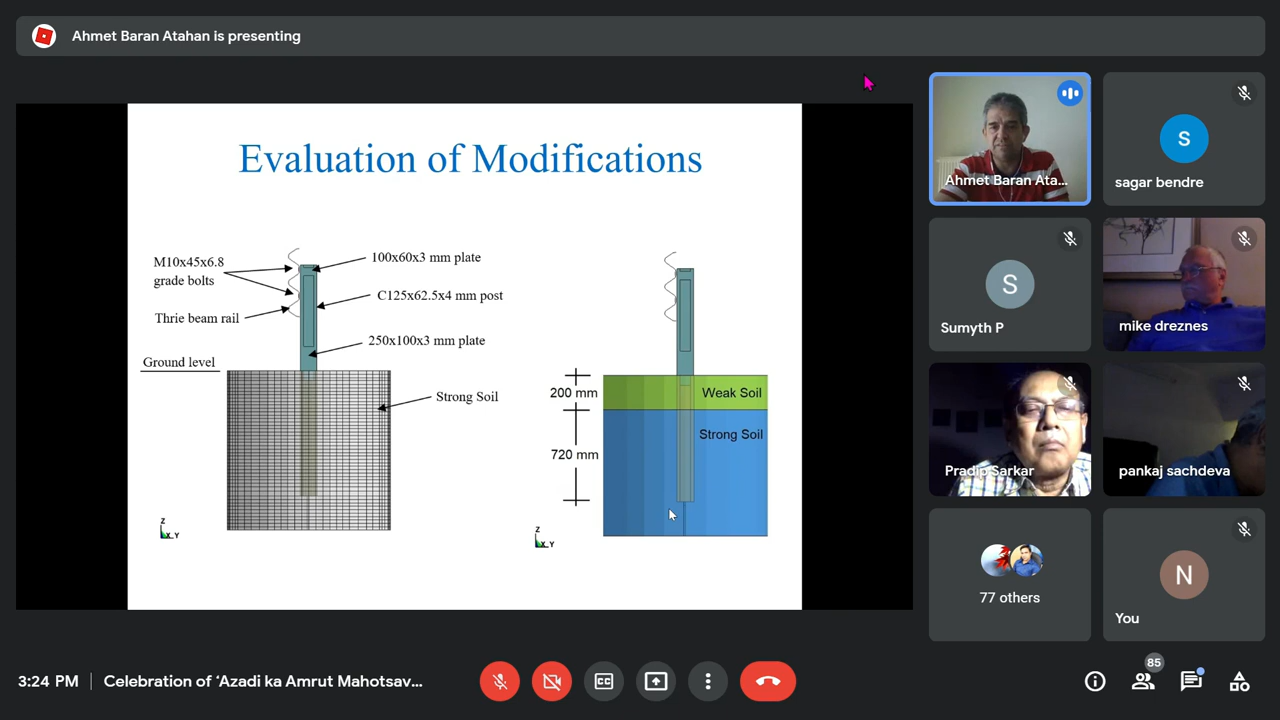 Ahmet Baran Atahan is presenting
Evaluation of Modifications
M10x45x6.8
grade bolts
Thrie beam rail
Ground level
100x60x3 mm plate
C125x62.5x4 mm post
250x100x3 mm plate
Strong Soil
Z
X_Y
200 mm
720 mm
Weak Soil
Strong Soil
Z
X_Y
Ahmet Baran Ata...
S
sagar bendre
S
Sumyth P
mike dreznes
Pradip Sarkar
pankaj sachdeva
77 others
N
You
3:24 PM | Celebration of ‘Azadi ka Amrut Mahotsav...
85